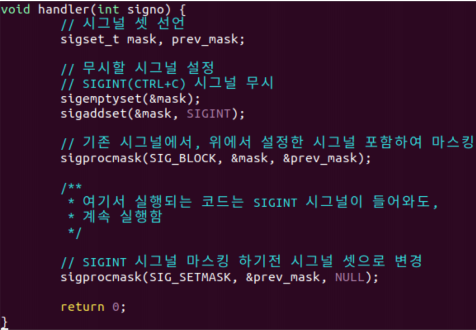 void handler(int signo) {
// 시그널 셋 선언
sigset_t mask, prev_mask;
// 무시할 시그널 설정
// SIGINT(CTRL+C) 시그널 무시
sigemptyset(&mask);
sigaddset(&mask, SIGINT);
// 기존 시그널에서, 위에서 설정한 시그널 포함하여 마스킹
sigprocmask(SIG_BLOCK, &mask, &prev_mask);
/**
* 여기서 실행되는 코드는 SIGINT 시그널이 들어와도,
* 계속 실행함
*/
// SIGINT 시그널 마스킹 하기전 시그널 셋으로 변경
sigprocmask(SIG_SETMASK, &prev_mask, NULL);
return 0;
}